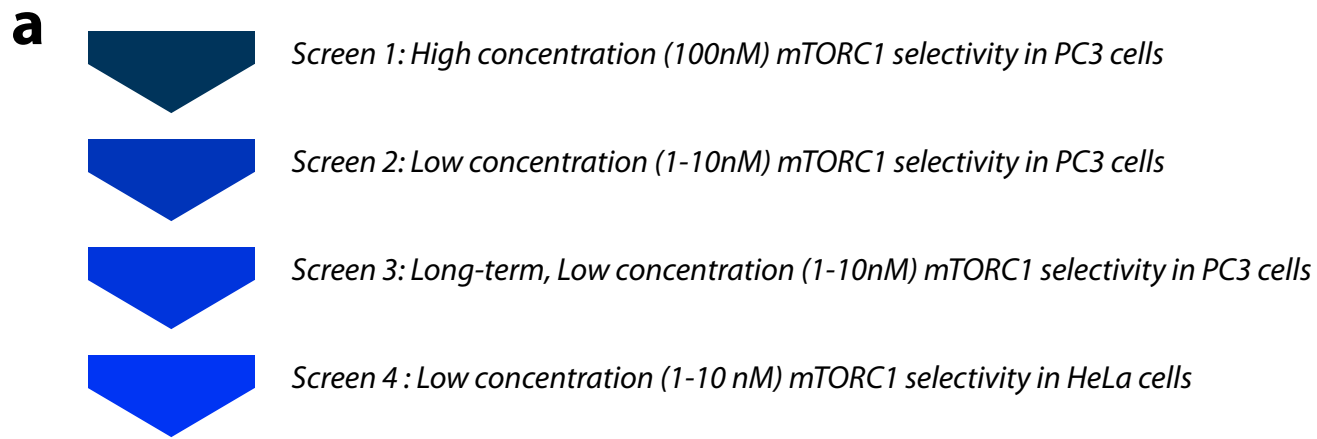 a
Screen 1: High concentration (100nM) mTORC1 selectivity in PC3 cells
Screen 2: Low concentration (1-10nM) mTORC1 selectivity in PC3 cells
Screen 3: Long-term, Low concentration (1-10nM) mTORC1 selectivity in PC3 cells
Screen 4 : Low concentration (1-10 nM) mTORC1 selectivity in HeLa cells